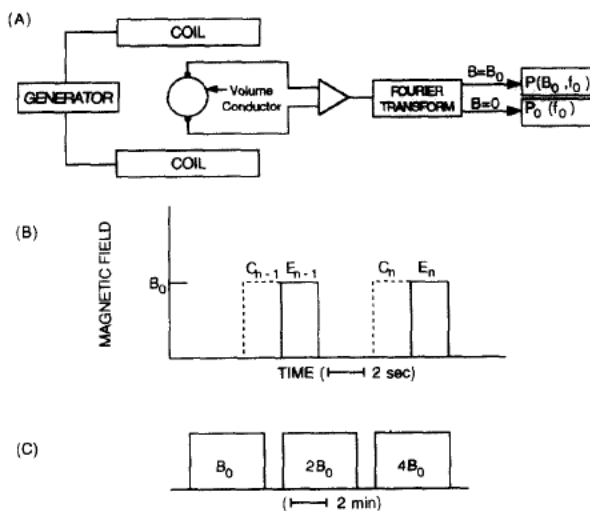 (A)
COIL
GENERATOR
Volume
Conductor
COIL
FOURIER
TRANSFORM
B=B₀
B=0
P(B₀,f₀)
P₀(f₀)
(B)
MAGNETIC FIELD
B₀
Cₙ₋₁ Eₙ₋₁ Cₙ Eₙ
TIME (⊢⊣ 2 sec)
(C)
B₀ 2B₀ 4B₀
(⊢⊣ 2 min)